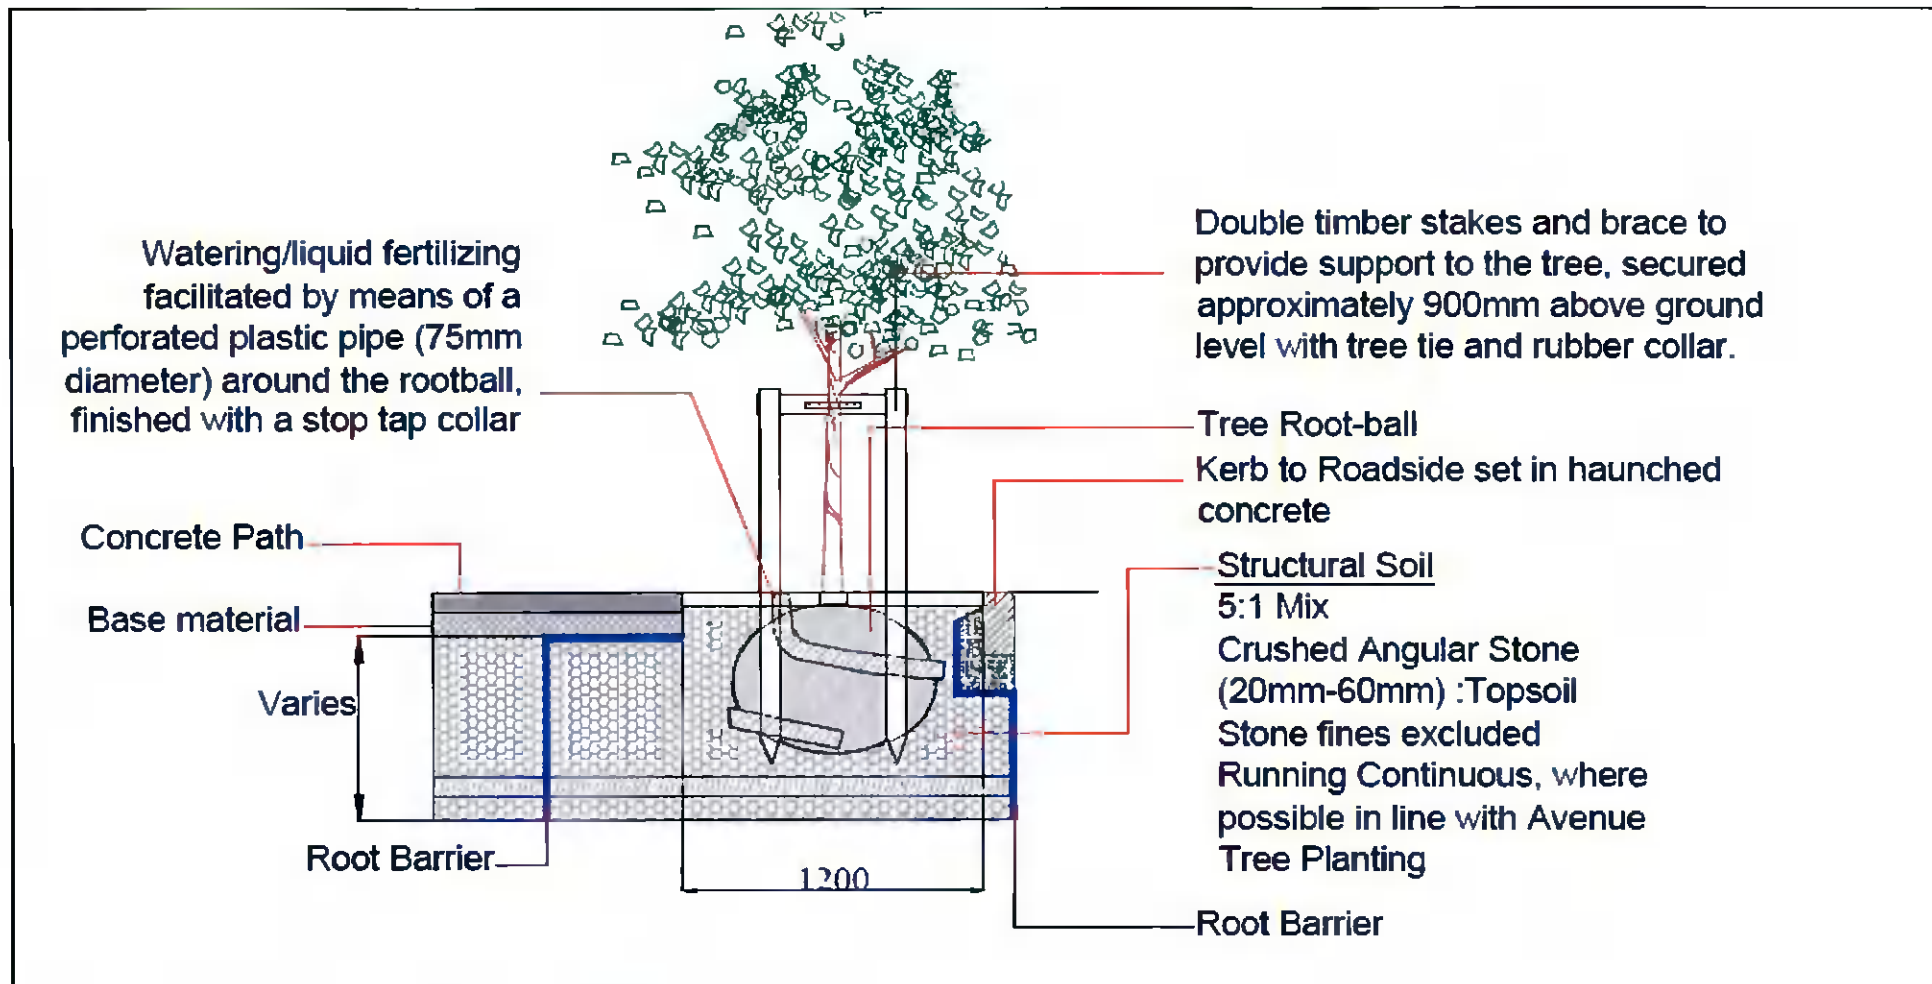 Watering/liquid fertilizing
facilitated by means of a
perforated plastic pipe (75mm
diameter) around the rootball,
finished with a stop tap collar
Concrete Path
Base material
Varies
Root Barrier
1200
Double timber stakes and brace to
provide support to the tree, secured
approximately 900mm above ground
level with tree tie and rubber collar.
Tree Root-ball
Kerb to Roadside set in haunched
concrete
Structural Soil
5:1 Mix
Crushed Angular Stone
(20mm-60mm) :Topsoil
Stone fines excluded
Running Continuous, where
possible in line with Avenue
Tree Planting
Root Barrier